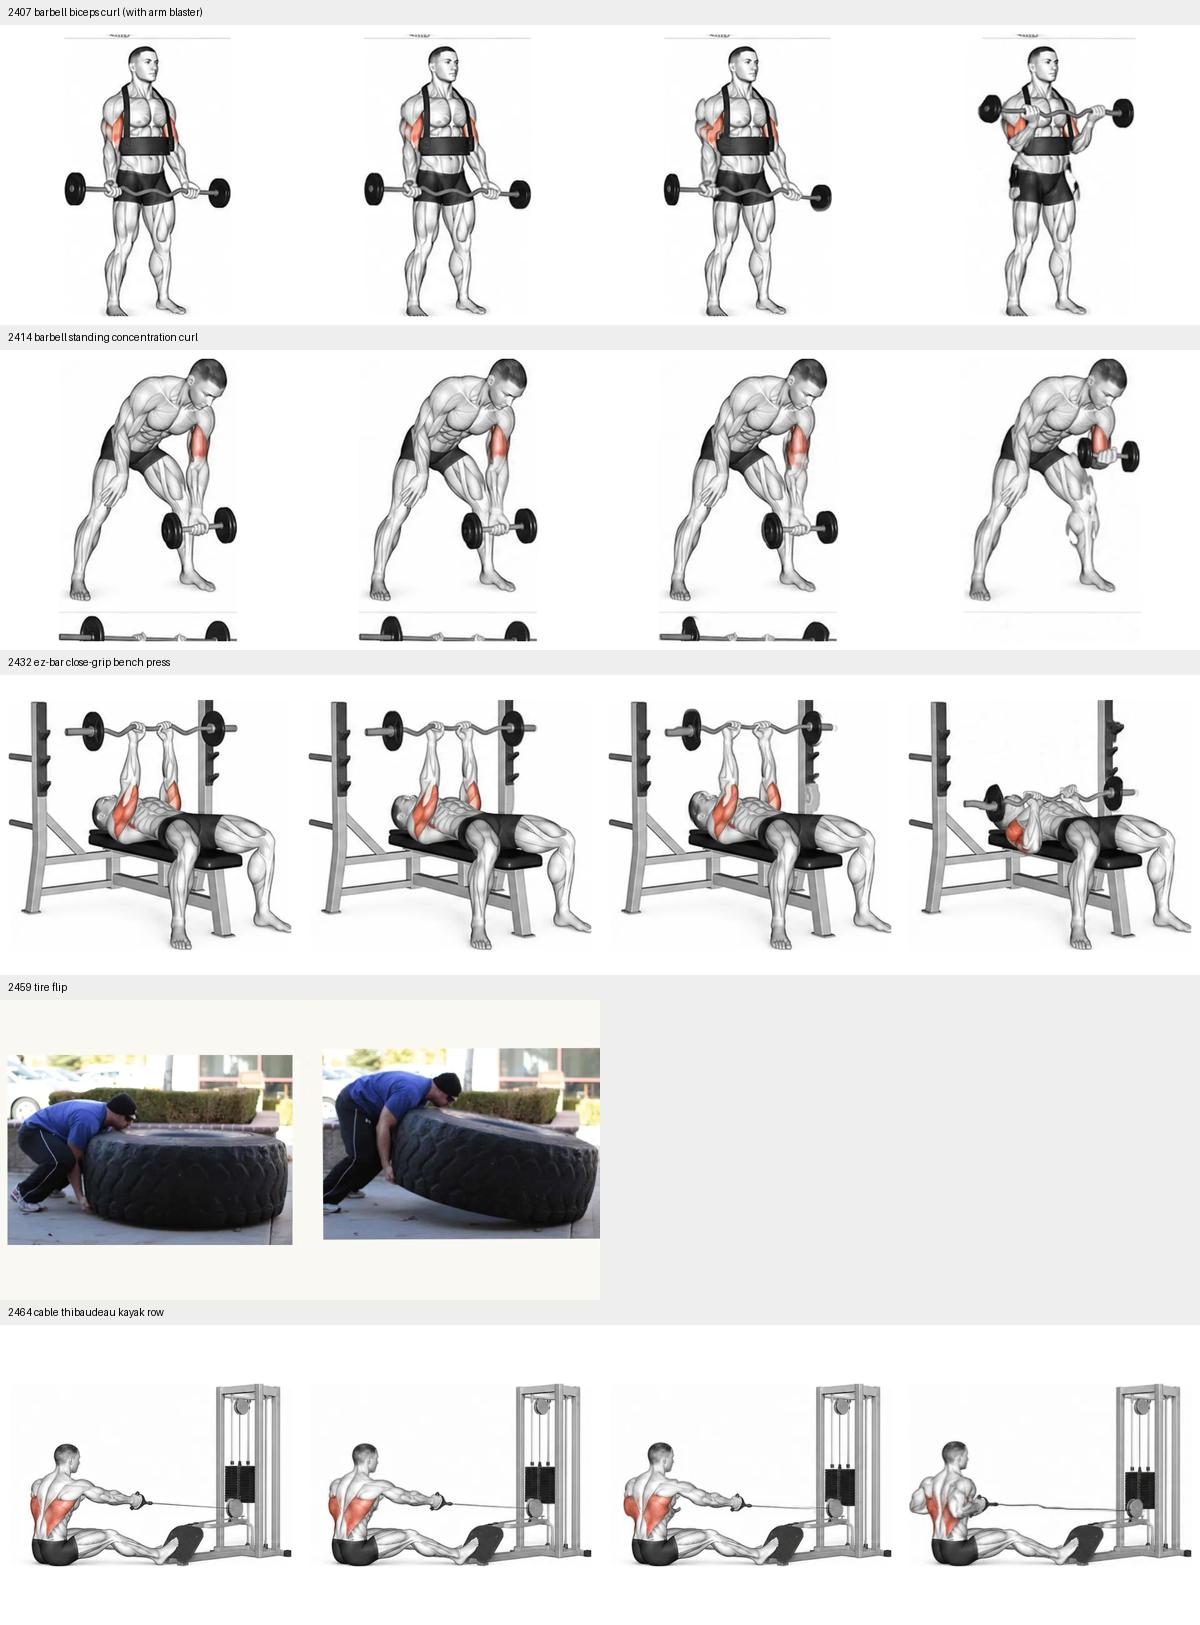 2407 barbell biceps curl (with arm blaster)
2414 barbell standing concentration curl
2432 ez-bar close-grip bench press
2459 tire flip
2464 cable thibaudeau kayak row